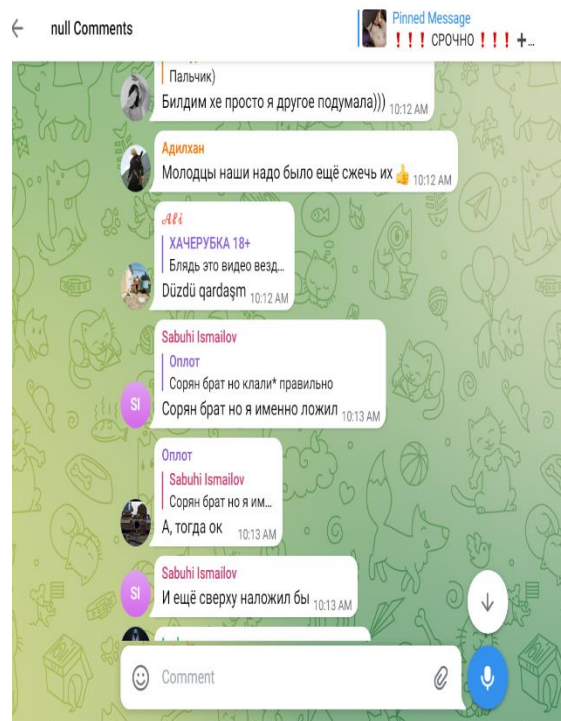 null Comments
Pinned Message
❗❗❗ СРОЧНО ❗❗❗ ➕...
Пальчик)
Билдим хе просто я другое подумала))) 10:12 AM
Адилхан
Молодцы наши надо было ещё сжечь их 👍 10:12 AM
Ali
ХАЧЕРУБКА 18+
Блядь это видео везд...
Düzdü qardaşm 10:12 AM
Sabuhi Ismailov
Оплот
Сорян брат но клали* правильно
SI
Сорян брат но я именно ложил 10:13 AM
Оплот
Sabuhi Ismailov
Сорян брат но я им...
А, тогда ок 10:13 AM
Sabuhi Ismailov
SI
И ещё сверху наложил бы 10:13 AM
Comment